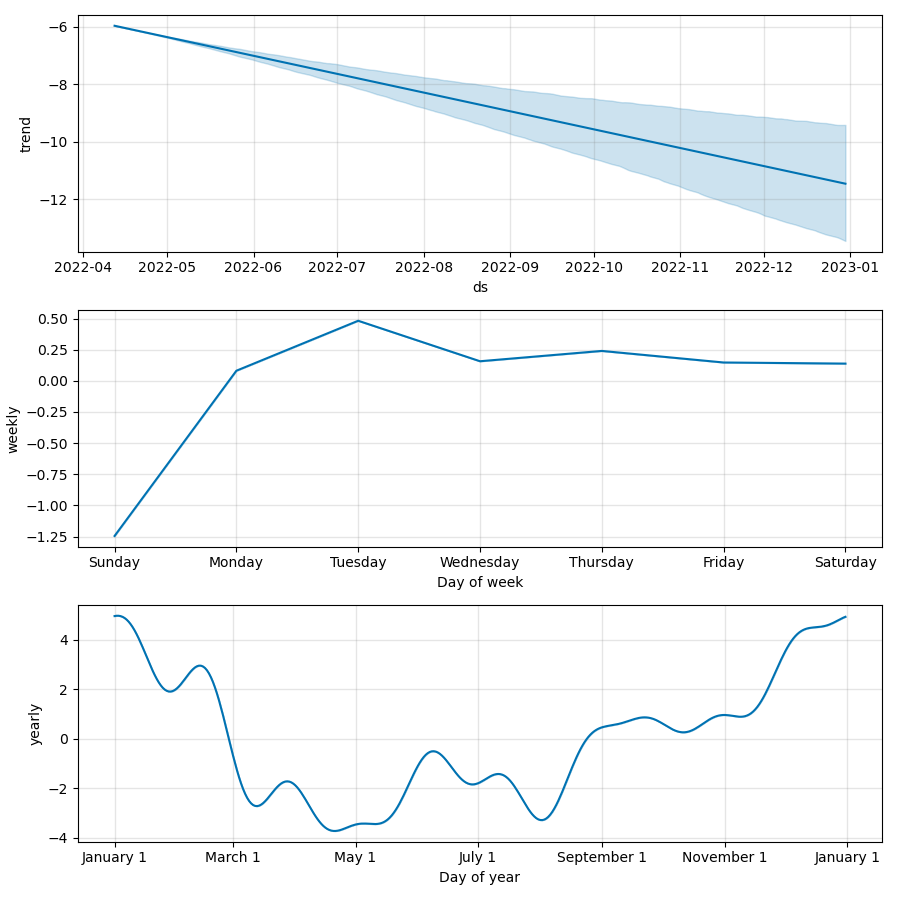 trend
−6
−8
−10
−12
2022-04 2022-05 2022-06 2022-07 2022-08 2022-09 2022-10 2022-11 2022-12 2023-01
ds
weekly
0.50
0.25
0.00
−0.25
−0.50
−0.75
−1.00
−1.25
Sunday Monday Tuesday Wednesday Thursday Friday Saturday
Day of week
yearly
4
2
0
−2
−4
January 1 March 1 May 1 July 1 September 1 November 1 January 1
Day of year